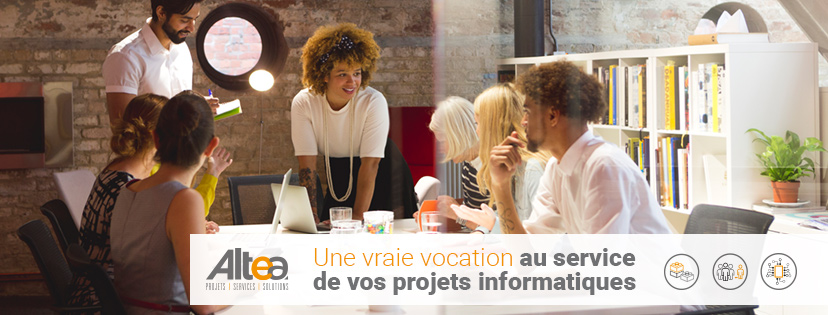 Altea
PROJETS | SERVICES | SOLUTIONS
Une vraie vocation au service
de vos projets informatiques